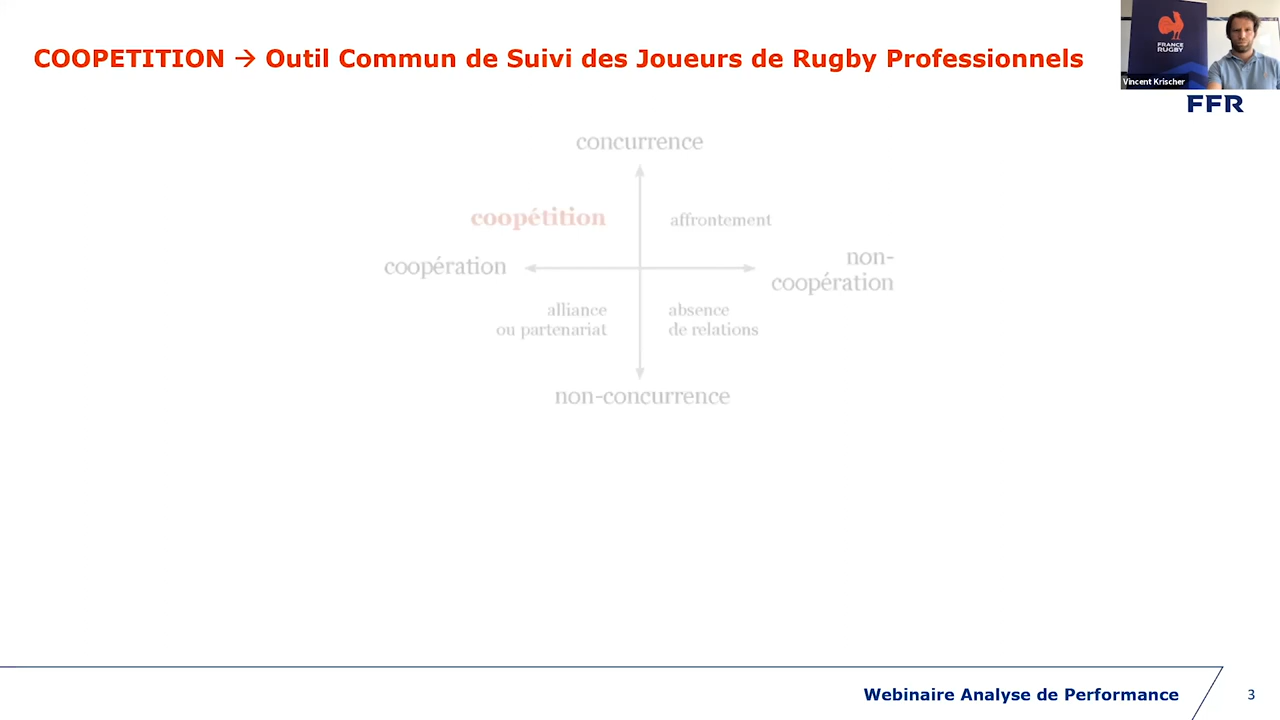 COOPETITION → Outil Commun de Suivi des Joueurs de Rugby Professionnels
FRANCE
RUGBY
Vincent Krischer
FFR
concurrence
coopétition
affrontement
coopération
non-
coopération
alliance
ou partenariat
absence
de relations
non-concurrence
Webinaire Analyse de Performance
3